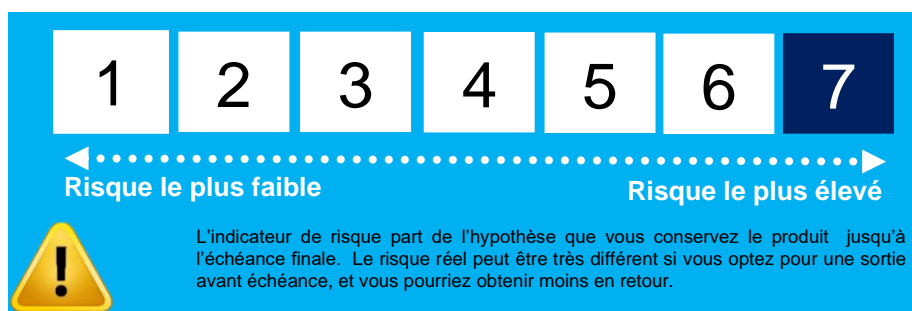 1 2 3 4 5 6 7
Risque le plus faible Risque le plus élevé
L'indicateur de risque part de l'hypothèse que vous conservez le produit jusqu'à
l'échéance finale. Le risque réel peut être très différent si vous optez pour une sortie
avant échéance, et vous pourriez obtenir moins en retour.